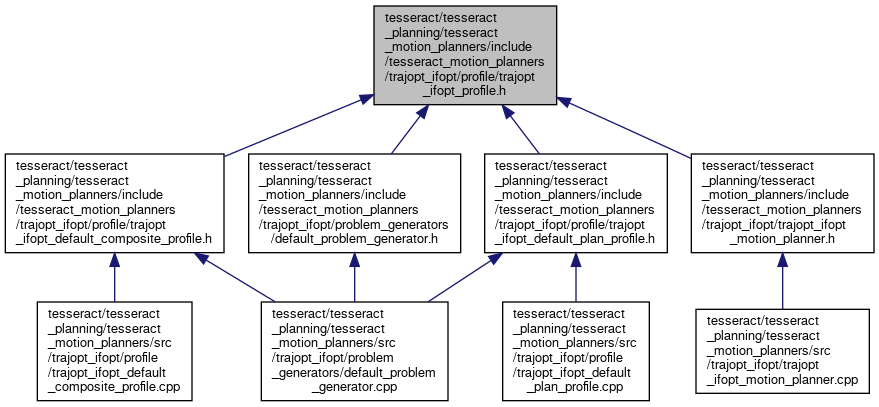 tesseract/tesseract
_planning/tesseract
_motion_planners/include
/tesseract_motion_planners
/trajopt_ifopt/profile/trajopt
_ifopt_profile.h
tesseract/tesseract
_planning/tesseract
_motion_planners/include
/tesseract_motion_planners
/trajopt_ifopt/profile/trajopt
_ifopt_default_composite_profile.h
tesseract/tesseract
_planning/tesseract
_motion_planners/include
/tesseract_motion_planners
/trajopt_ifopt/problem_generators
/default_problem_generator.h
tesseract/tesseract
_planning/tesseract
_motion_planners/include
/tesseract_motion_planners
/trajopt_ifopt/profile/trajopt
_ifopt_default_plan_profile.h
tesseract/tesseract
_planning/tesseract
_motion_planners/include
/tesseract_motion_planners
/trajopt_ifopt/trajopt_ifopt
_motion_planner.h
tesseract/tesseract
_planning/tesseract
_motion_planners/src
/trajopt_ifopt/profile
/trajopt_ifopt_default
_composite_profile.cpp
tesseract/tesseract
_planning/tesseract
_motion_planners/src
/trajopt_ifopt/problem
_generators/default_problem
_generator.cpp
tesseract/tesseract
_planning/tesseract
_motion_planners/src
/trajopt_ifopt/profile
/trajopt_ifopt_default
_plan_profile.cpp
tesseract/tesseract
_planning/tesseract
_motion_planners/src
/trajopt_ifopt/trajopt
_ifopt_motion_planner.cpp